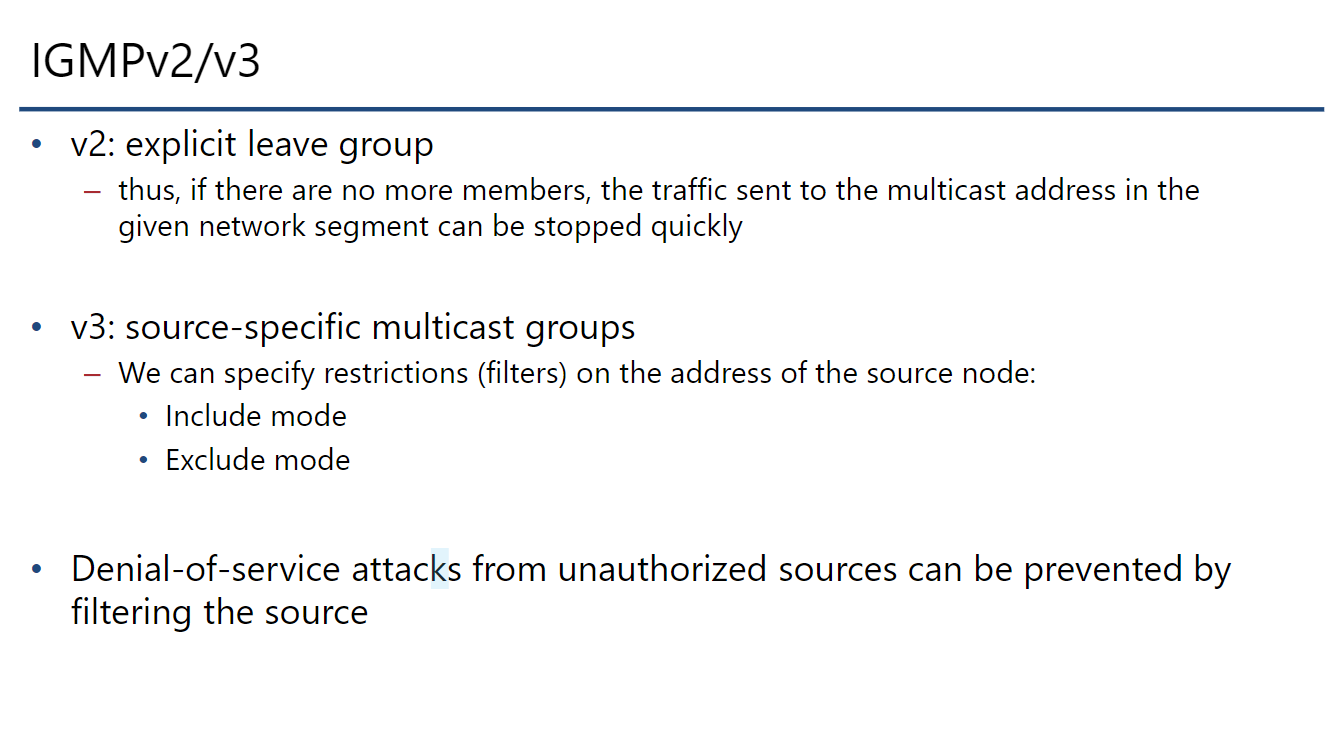 IGMPv2/v3
• v2: explicit leave group
– thus, if there are no more members, the traffic sent to the multicast address in the
given network segment can be stopped quickly
• v3: source-specific multicast groups
– We can specify restrictions (filters) on the address of the source node:
• Include mode
• Exclude mode
• Denial-of-service attacks from unauthorized sources can be prevented by
filtering the source